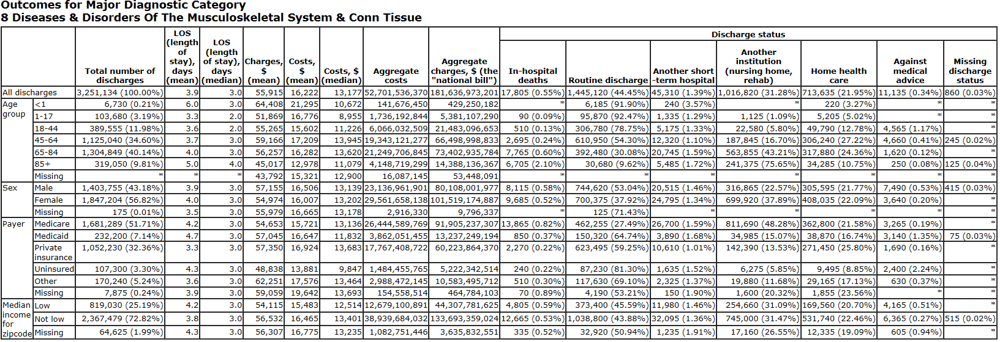 Outcomes for Major Diagnostic Category
8 Diseases & Disorders Of The Musculoskeletal System & Conn Tissue
Total number of discharges LOS (length of stay), days (mean) LOS (length of stay), days (median) Charges, $ (mean) Costs, $ (mean) Costs, $ (median) Aggregate costs Aggregate charges, $ (the "national bill") Discharge status
In-hospital deaths Routine discharge Another short -term hospital Another institution (nursing home, rehab) Home health care Against medical advice Missing discharge status
All discharges 3,251,134 (100.00%) 3.9 3.0 55,915 16,222 13,177 52,701,536,370 181,636,973,201 17,805 (0.55%) 1,445,120 (44.45%) 45,310 (1.39%) 1,016,820 (31.28%) 713,635 (21.95%) 11,135 (0.34%) 860 (0.03%)
Age group <1 6,730 (0.21%) 6.0 3.0 64,408 21,295 10,672 141,676,450 429,250,182 * 6,185 (91.90%) 240 (3.57%) * 220 (3.27%) * *
1-17 103,680 (3.19%) 3.3 2.0 51,869 16,776 8,955 1,736,192,844 5,381,107,290 90 (0.09%) 95,870 (92.47%) 1,335 (1.29%) 1,125 (1.09%) 5,205 (5.02%) * *
18-44 389,555 (11.98%) 3.6 2.0 55,265 15,602 11,226 6,066,032,509 21,483,096,653 510 (0.13%) 306,780 (78.75%) 5,175 (1.33%) 22,580 (5.80%) 49,790 (12.78%) 4,565 (1.17%) *
45-64 1,125,040 (34.60%) 3.7 3.0 59,166 17,209 13,945 19,343,121,277 66,498,998,833 2,695 (0.24%) 610,950 (54.30%) 12,320 (1.10%) 187,845 (16.70%) 306,240 (27.22%) 4,660 (0.41%) 245 (0.02%)
65-84 1,304,849 (40.14%) 4.0 3.0 56,257 16,282 13,620 21,249,706,845 73,402,935,784 7,765 (0.60%) 392,480 (30.08%) 20,745 (1.59%) 563,855 (43.21%) 317,880 (24.36%) 1,620 (0.12%) *
85+ 319,050 (9.81%) 5.0 4.0 45,017 12,978 11,079 4,148,719,299 14,388,136,367 6,705 (2.10%) 30,680 (9.62%) 5,485 (1.72%) 241,375 (75.65%) 34,285 (10.75%) 250 (0.08%) 125 (0.04%)
Missing * * * 43,792 15,321 12,900 16,087,145 53,448,091 * * * * * * *
Sex Male 1,403,755 (43.18%) 3.9 3.0 57,155 16,506 13,139 23,136,961,901 80,108,001,977 8,115 (0.58%) 744,620 (53.04%) 20,515 (1.46%) 316,865 (22.57%) 305,595 (21.77%) 7,490 (0.53%) 415 (0.03%)
Female 1,847,204 (56.82%) 4.0 3.0 54,974 16,007 13,202 29,561,658,138 101,519,174,887 9,685 (0.52%) 700,375 (37.92%) 24,795 (1.34%) 699,920 (37.89%) 408,035 (22.09%) 3,640 (0.20%) *
Missing 175 (0.01%) 3.5 3.0 55,979 16,665 13,178 2,916,330 9,796,337 * 125 (71.43%) * * * * *
Payer Medicare 1,681,289 (51.71%) 4.2 3.0 54,653 15,721 13,136 26,444,589,769 91,905,237,307 13,865 (0.82%) 462,255 (27.49%) 26,700 (1.59%) 811,690 (48.28%) 362,800 (21.58%) 3,265 (0.19%) *
Medicaid 232,200 (7.14%) 4.7 3.0 57,045 16,647 11,832 3,862,051,455 13,237,249,194 850 (0.37%) 150,320 (64.74%) 3,890 (1.68%) 34,985 (15.07%) 38,870 (16.74%) 3,140 (1.35%) 75 (0.03%)
Private insurance 1,052,230 (32.36%) 3.3 3.0 57,350 16,924 13,683 17,767,408,722 60,223,864,370 2,270 (0.22%) 623,495 (59.25%) 10,610 (1.01%) 142,390 (13.53%) 271,450 (25.80%) 1,690 (0.16%) *
Uninsured 107,300 (3.30%) 4.3 3.0 48,838 13,881 9,847 1,484,455,765 5,222,342,514 240 (0.22%) 87,230 (81.30%) 1,635 (1.52%) 6,275 (5.85%) 9,495 (8.85%) 2,400 (2.24%) *
Other 170,240 (5.24%) 3.6 3.0 62,251 17,576 13,464 2,988,472,145 10,583,495,712 510 (0.30%) 117,630 (69.10%) 2,325 (1.37%) 19,880 (11.68%) 29,165 (17.13%) 630 (0.37%) *
Missing 7,875 (0.24%) 3.9 3.0 59,059 19,642 13,693 154,558,514 464,784,103 70 (0.89%) 4,190 (53.21%) 150 (1.90%) 1,600 (20.32%) 1,855 (23.56%) * *
Median income for zipcode Low 819,030 (25.19%) 4.2 3.0 54,115 15,483 12,514 12,679,100,891 44,307,781,625 4,805 (0.59%) 373,400 (45.59%) 11,980 (1.46%) 254,660 (31.09%) 169,560 (20.70%) 4,165 (0.51%) *
Not low 2,367,479 (72.82%) 3.8 3.0 56,532 16,465 13,401 38,939,684,032 133,693,359,024 12,665 (0.53%) 1,038,800 (43.88%) 32,095 (1.36%) 745,000 (31.47%) 531,740 (22.46%) 6,365 (0.27%) 515 (0.02%)
Missing 64,625 (1.99%) 4.3 3.0 56,307 16,775 13,235 1,082,751,446 3,635,832,551 335 (0.52%) 32,920 (50.94%) 1,235 (1.91%) 17,160 (26.55%) 12,335 (19.09%) 605 (0.94%) *